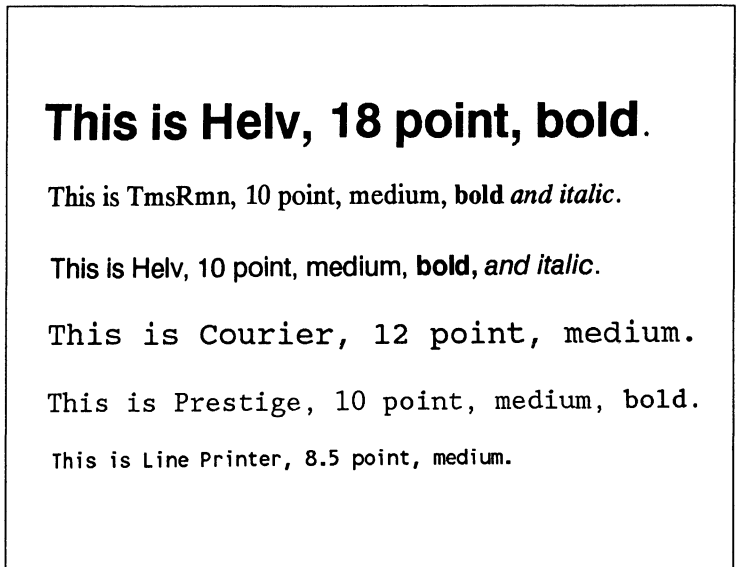 This is Helv, 18 point, bold.
This is TmsRmn, 10 point, medium, bold and italic.
This is Helv, 10 point, medium, bold, and italic.
This is Courier, 12 point, medium.
This is Prestige, 10 point, medium, bold.
This is Line Printer, 8.5 point, medium.